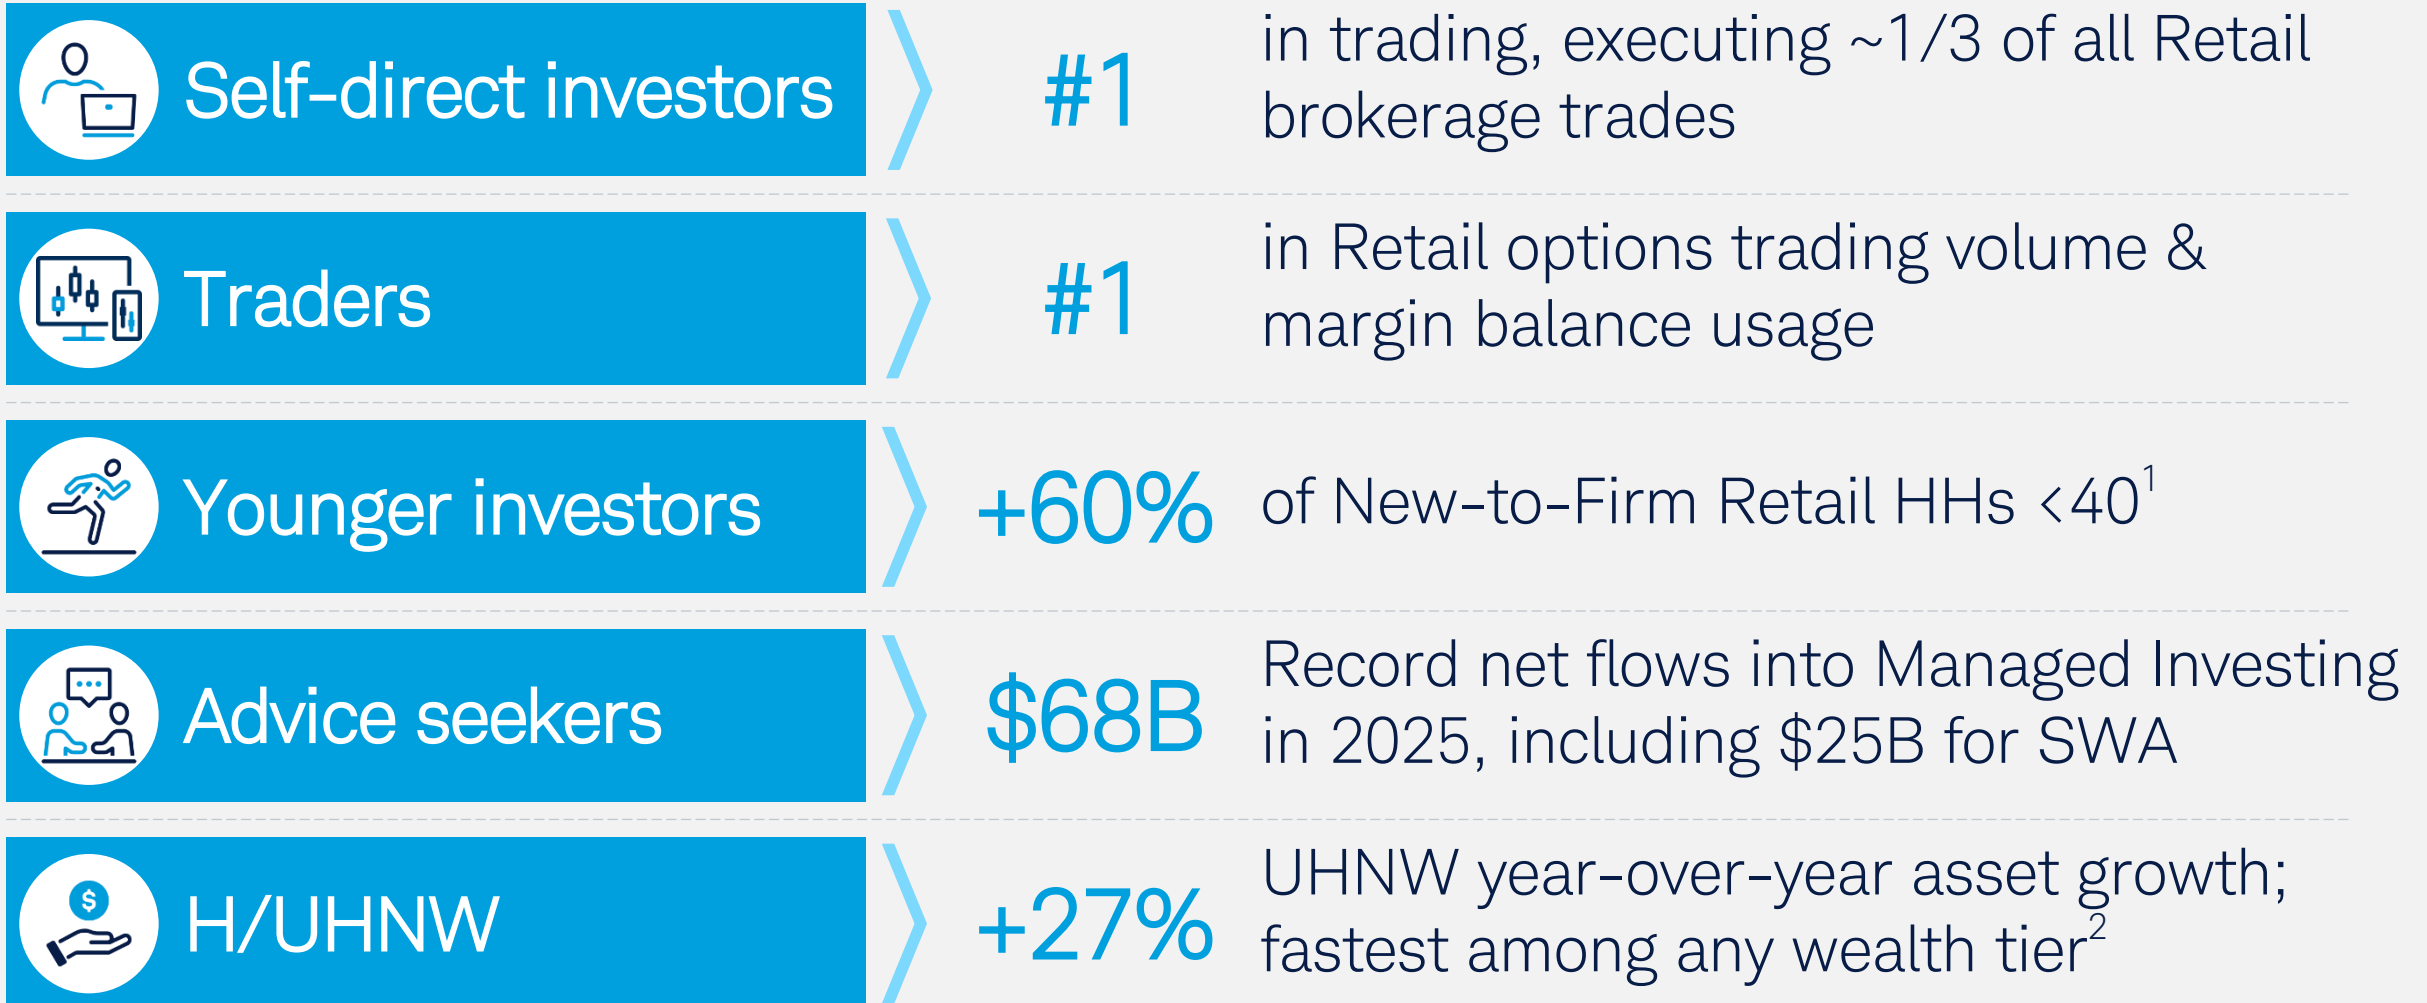 Self-direct investors
#1
in trading, executing ~1/3 of all Retail
brokerage trades
Traders
#1
in Retail options trading volume &
margin balance usage
Younger investors
+60%
of New-to-Firm Retail HHs <40¹
Advice seekers
$68B
Record net flows into Managed Investing
in 2025, including $25B for SWA
H/UHNW
+27%
UHNW year-over-year asset growth;
fastest among any wealth tier²